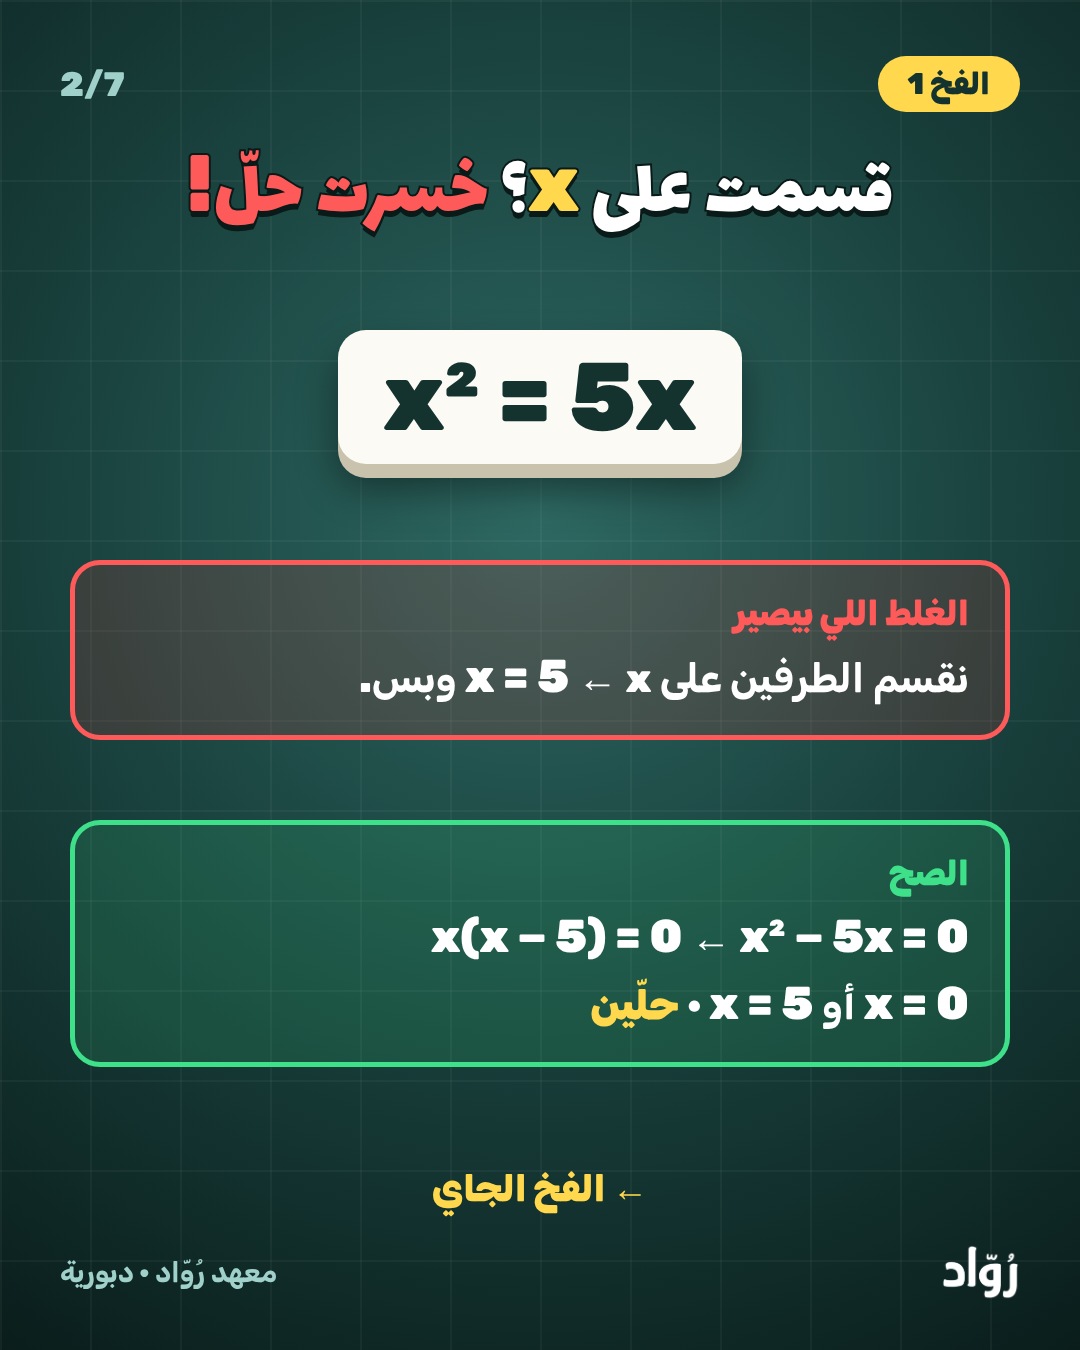 الفخ 1
2/7
قسمت على x؟ خسرت حلّ!
x² = 5x
الغلط اللي بيصير
نقسم الطرفين على x ← x = 5 وبس.
الصح
x² − 5x = 0 ← x(x − 5) = 0
x = 0 أو x = 5 • حلّين
← الفخ الجاي
رُوّاد
معهد رُوّاد • دبورية